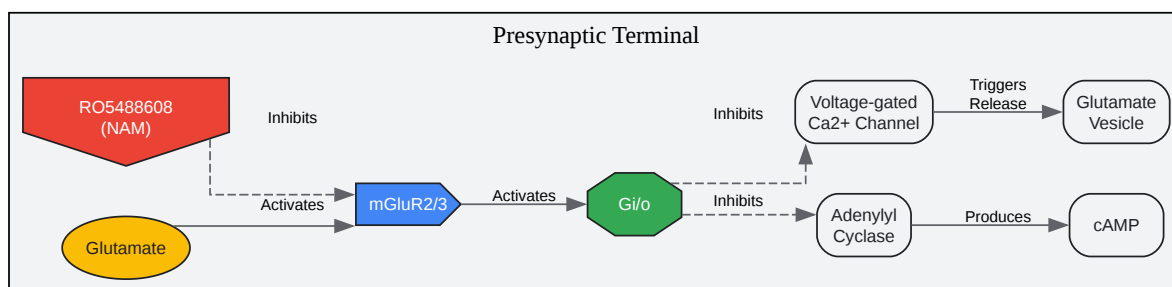 Presynaptic Terminal
RO5488608
(NAM)
Inhibits
Glutamate
Activates
mGluR2/3
Activates
Gi/o
Inhibits
Inhibits
Voltage-gated
Ca2+ Channel
Triggers
Release
Glutamate
Vesicle
Adenylyl
Cyclase
Produces
cAMP